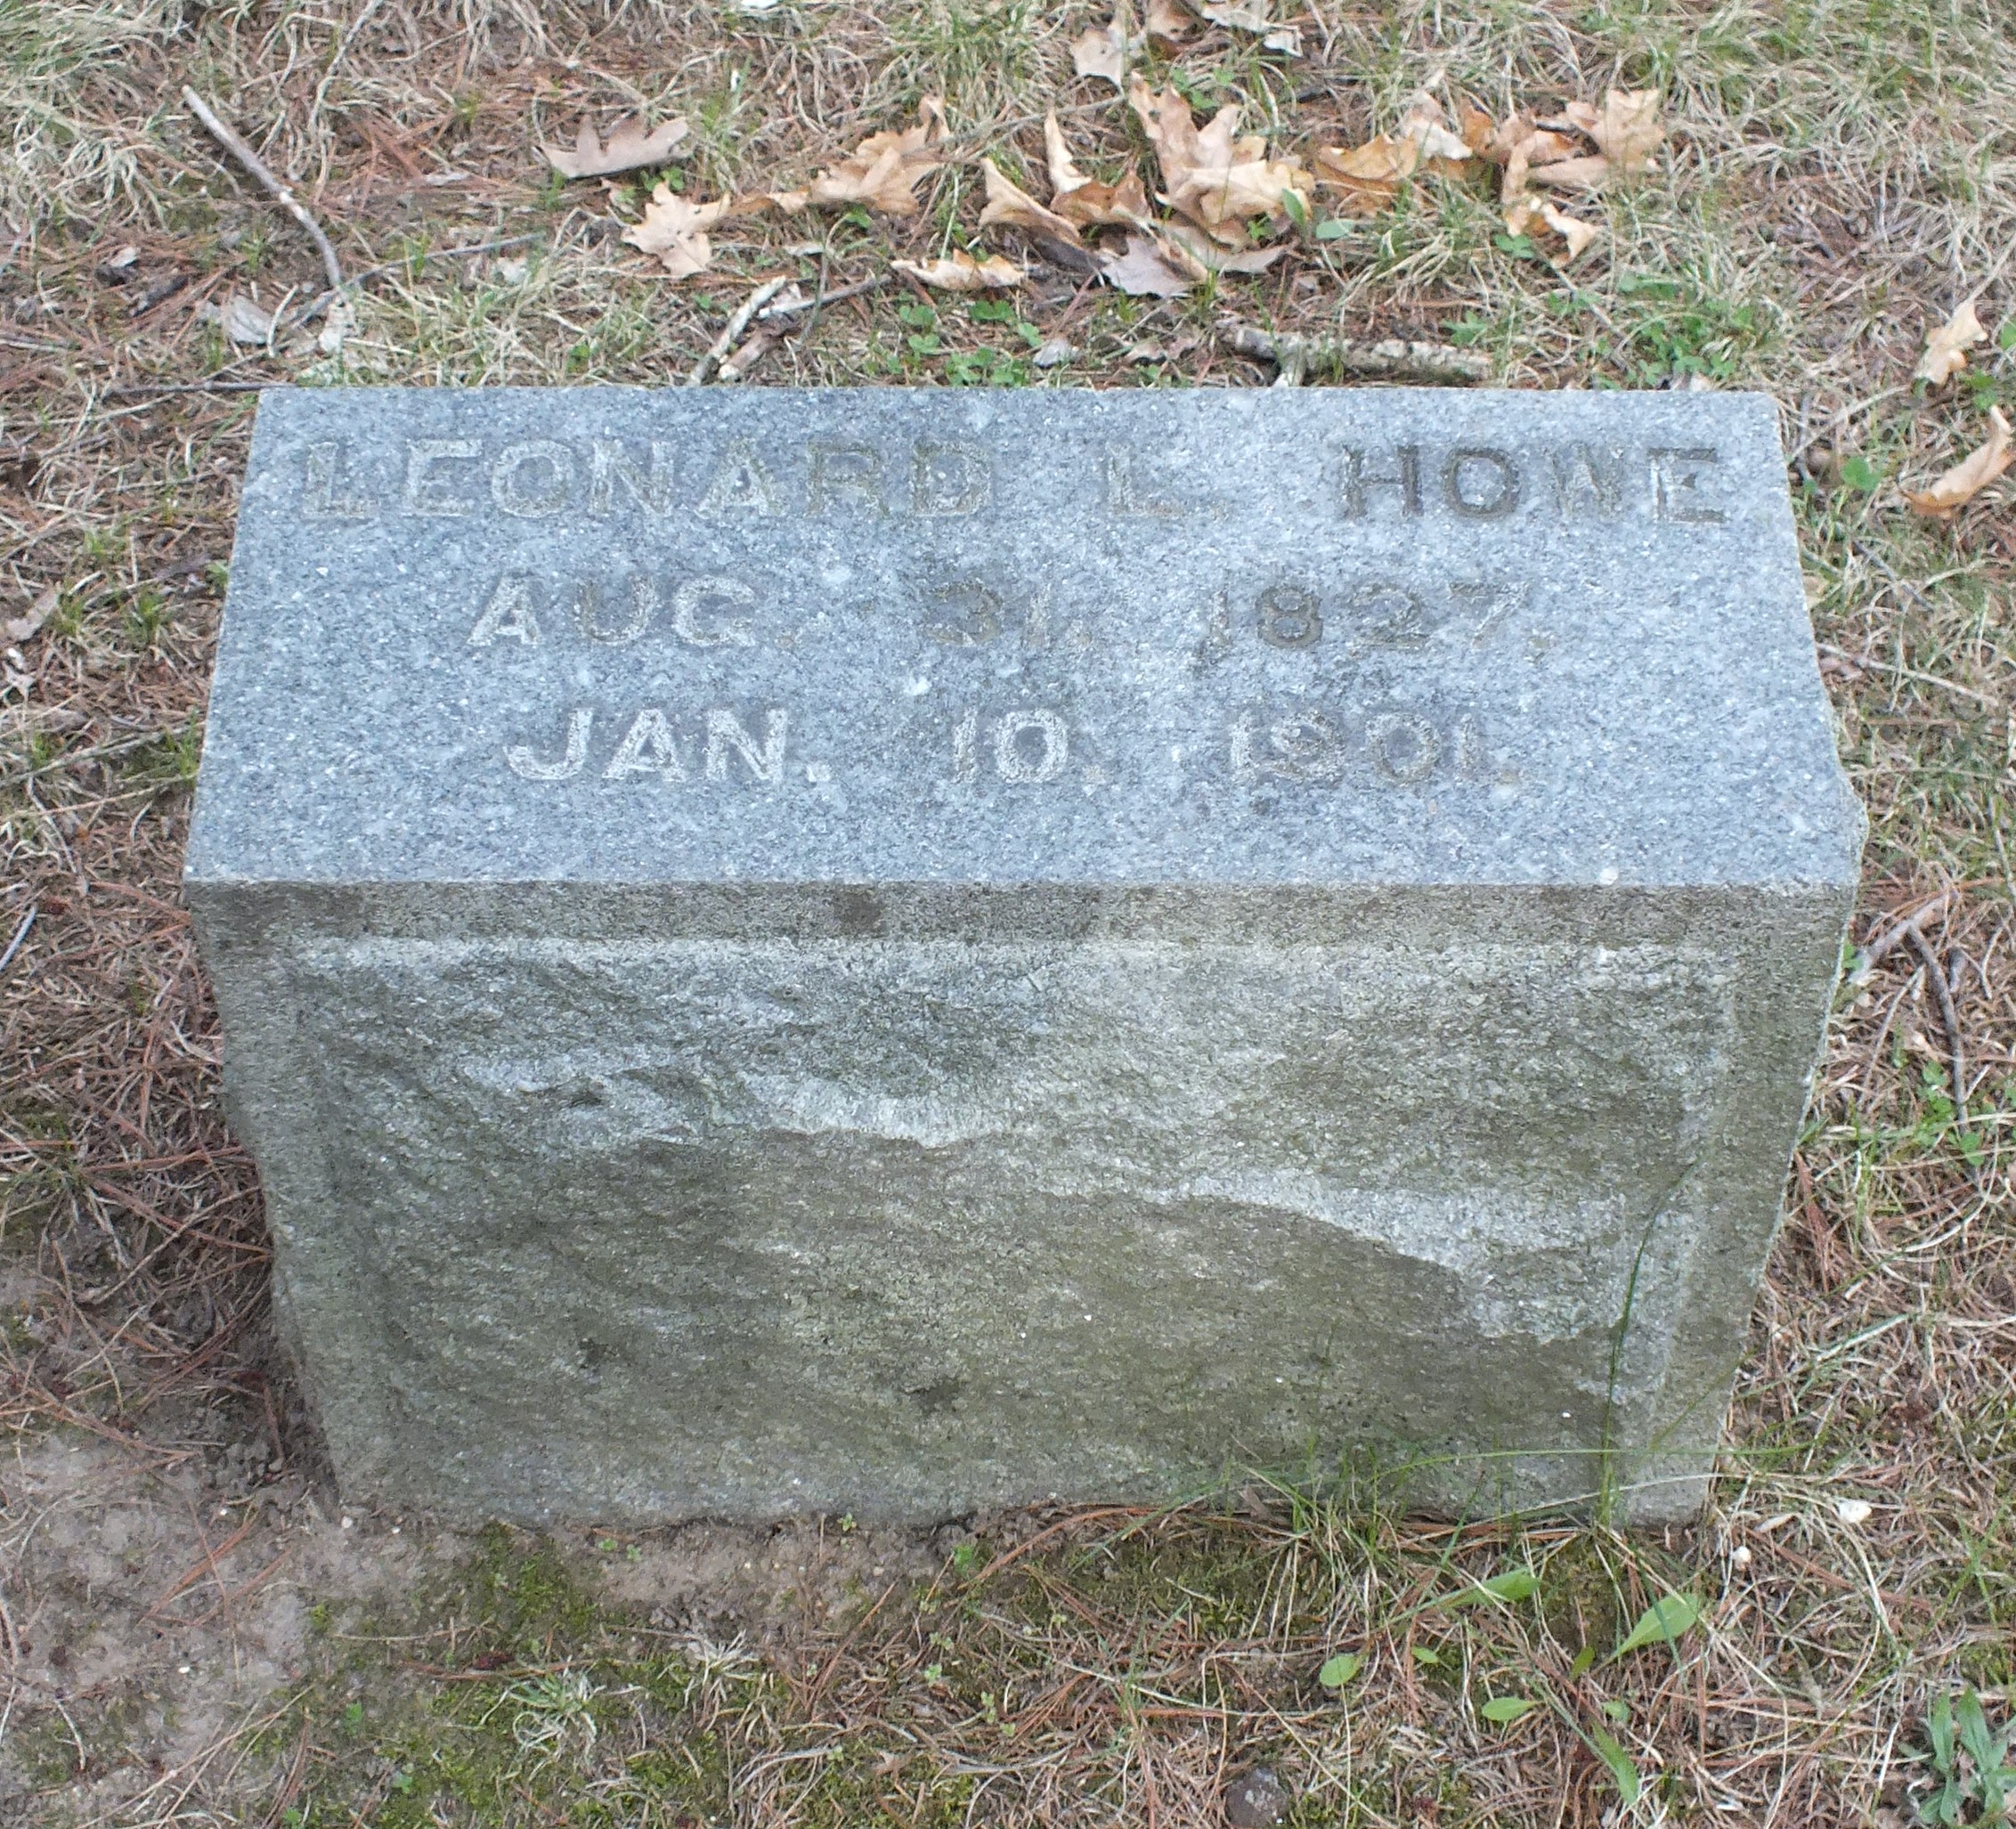 LEONARD L. HOWE
AUG. 31, 1827.
JAN. 10. 1901.